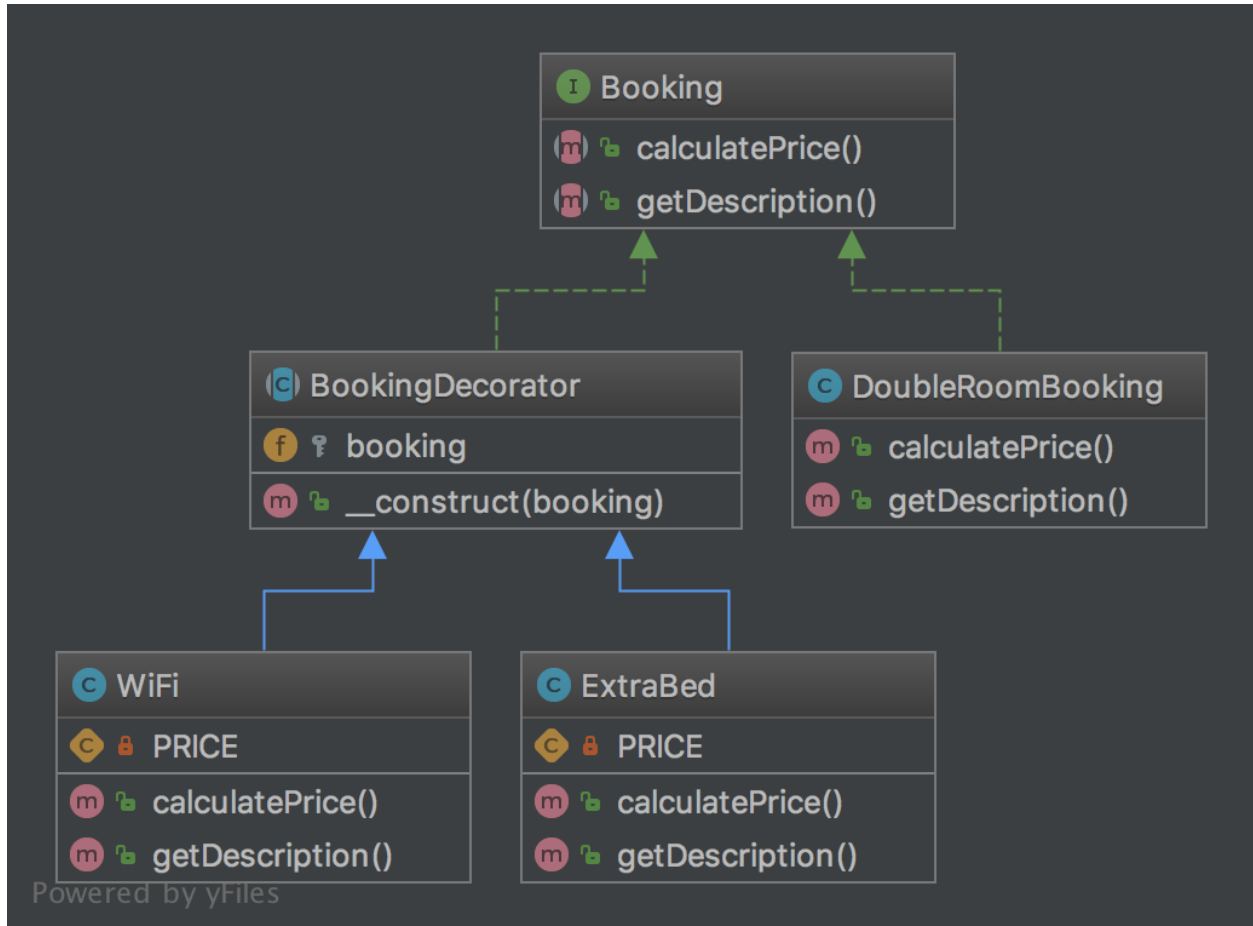 Booking
calculatePrice()
getDescription()
BookingDecorator
booking
__construct(booking)
DoubleRoomBooking
calculatePrice()
getDescription()
WiFi
PRICE
calculatePrice()
getDescription()
ExtraBed
PRICE
calculatePrice()
getDescription()
Powered by yFiles